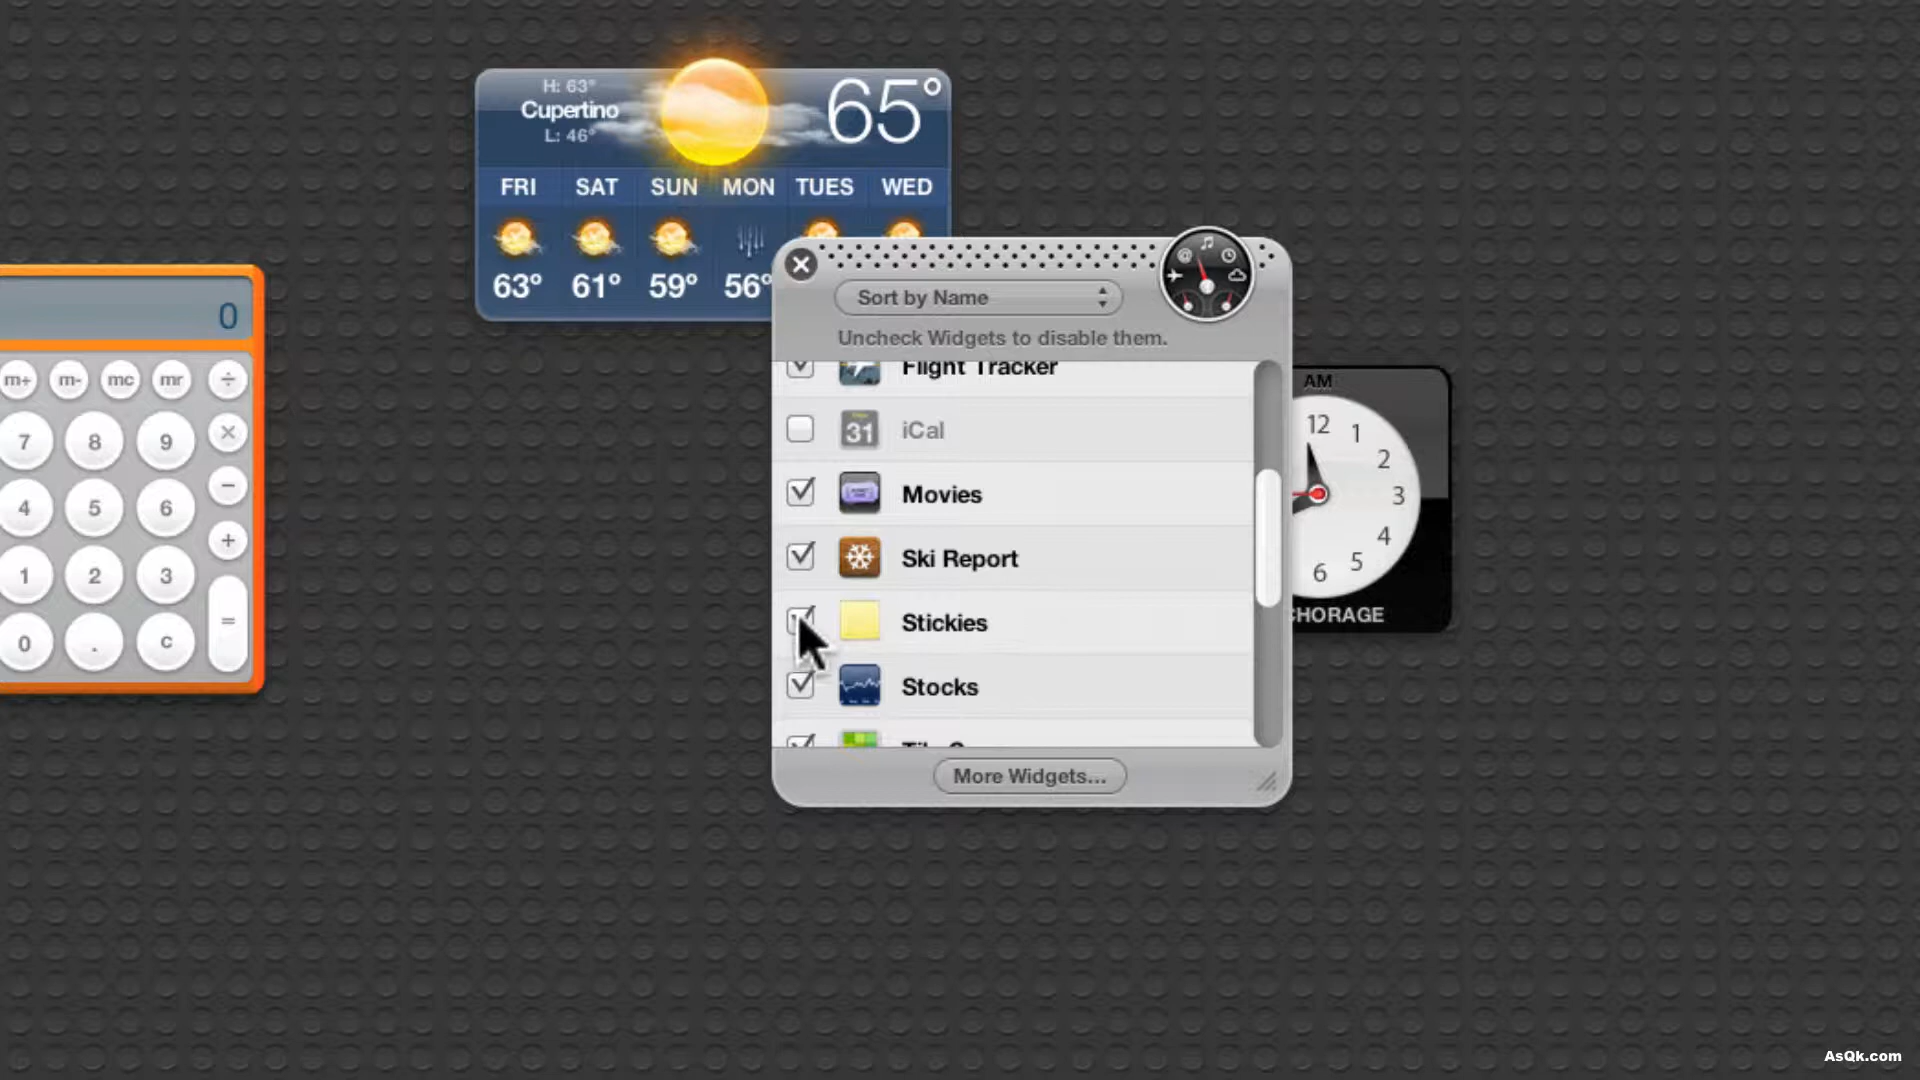 H: 63°
Cupertino
L: 46°
65°
FRI SAT SUN MON TUES WED
63° 61° 59° 56°
Sort by Name
Uncheck Widgets to disable them.
Flight Tracker
31 iCal
Movies
Ski Report
Stickies
Stocks
More Widgets...
0
m+ m- mc mr ÷
7 8 9 ×
4 5 6 −
+
1 2 3
=
0 . c
AM
12 1
2
3
4
5
6
CHORAGE
AsQk.com